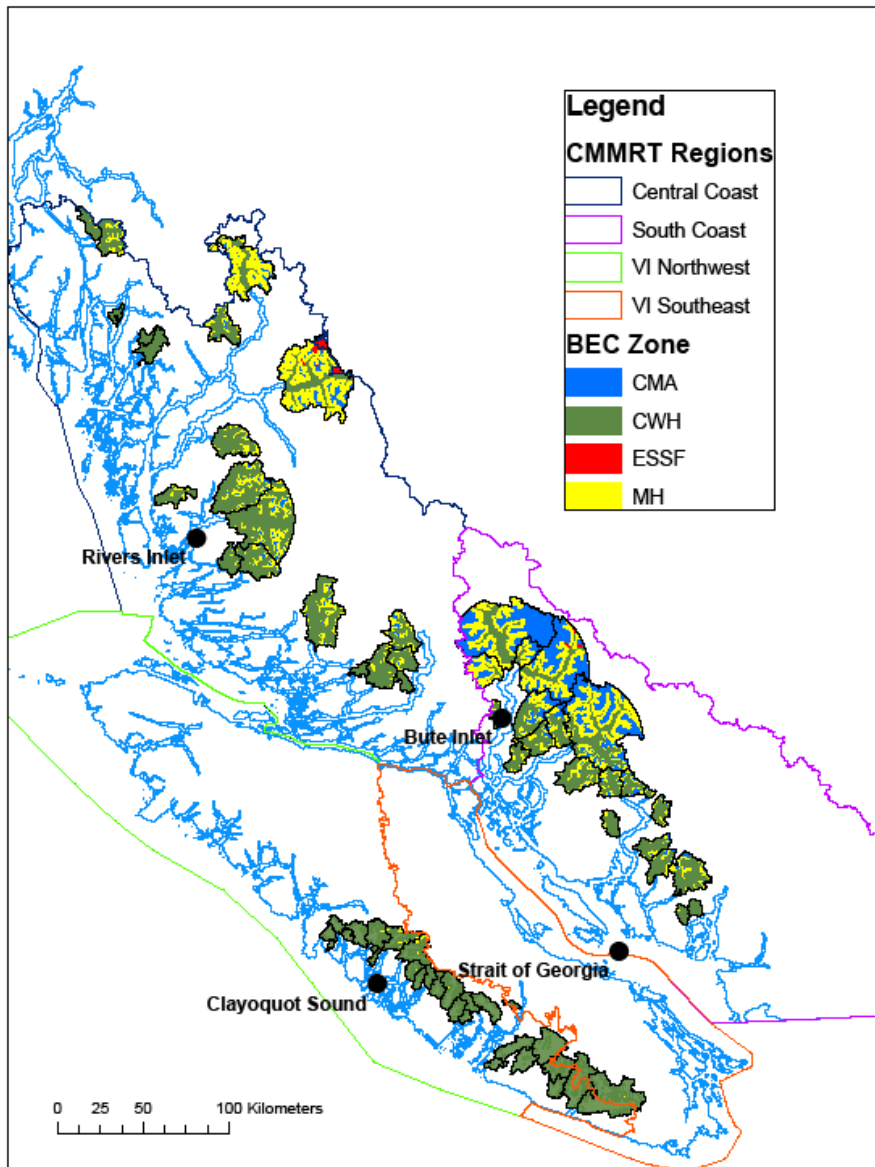 Legend
CMMRT Regions
Central Coast
South Coast
VI Northwest
VI Southeast
BEC Zone
CMA
CWH
ESSF
MH
Rivers Inlet
Bute Inlet
Strait of Georgia
Clayoquot Sound
0 25 50 100 Kilometers